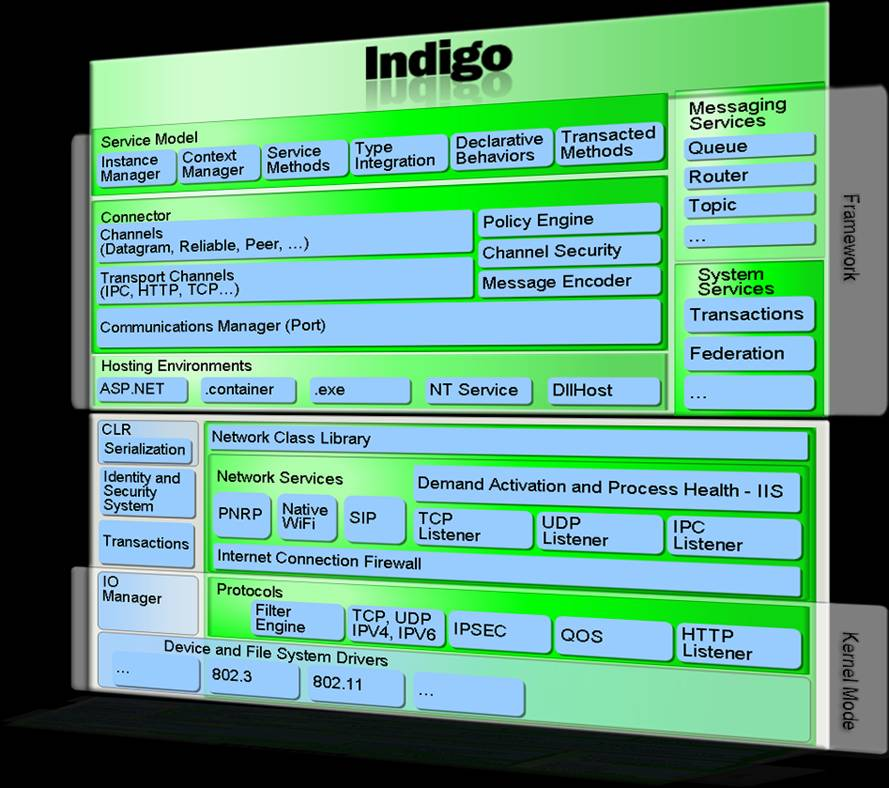 Indigo
Service Model
Instance
Manager
Context
Manager
Service
Methods
Type
Integration
Declarative
Behaviors
Transacted
Methods
Messaging
Services
Queue
Router
Topic
...
Connector
Channels
(Datagram, Reliable, Peer, ...)
Transport Channels
(IPC, HTTP, TCP...)
Policy Engine
Channel Security
Message Encoder
Communications Manager (Port)
System
Services
Transactions
Federation
...
Hosting Environments
ASP.NET
.container
.exe
NT Service
DllHost
Framework
CLR
Serialization
Identity and
Security
System
Transactions
IO
Manager
Network Class Library
Network Services
Demand Activation and Process Health - IIS
PNRP
Native
WiFi
SIP
TCP
Listener
UDP
Listener
IPC
Listener
Internet Connection Firewall
Protocols
Filter
Engine
TCP, UDP
IPV4, IPV6
IPSEC
QOS
HTTP
Listener
Device and File System Drivers
...
802.3
802.11
...
Kernel Mode